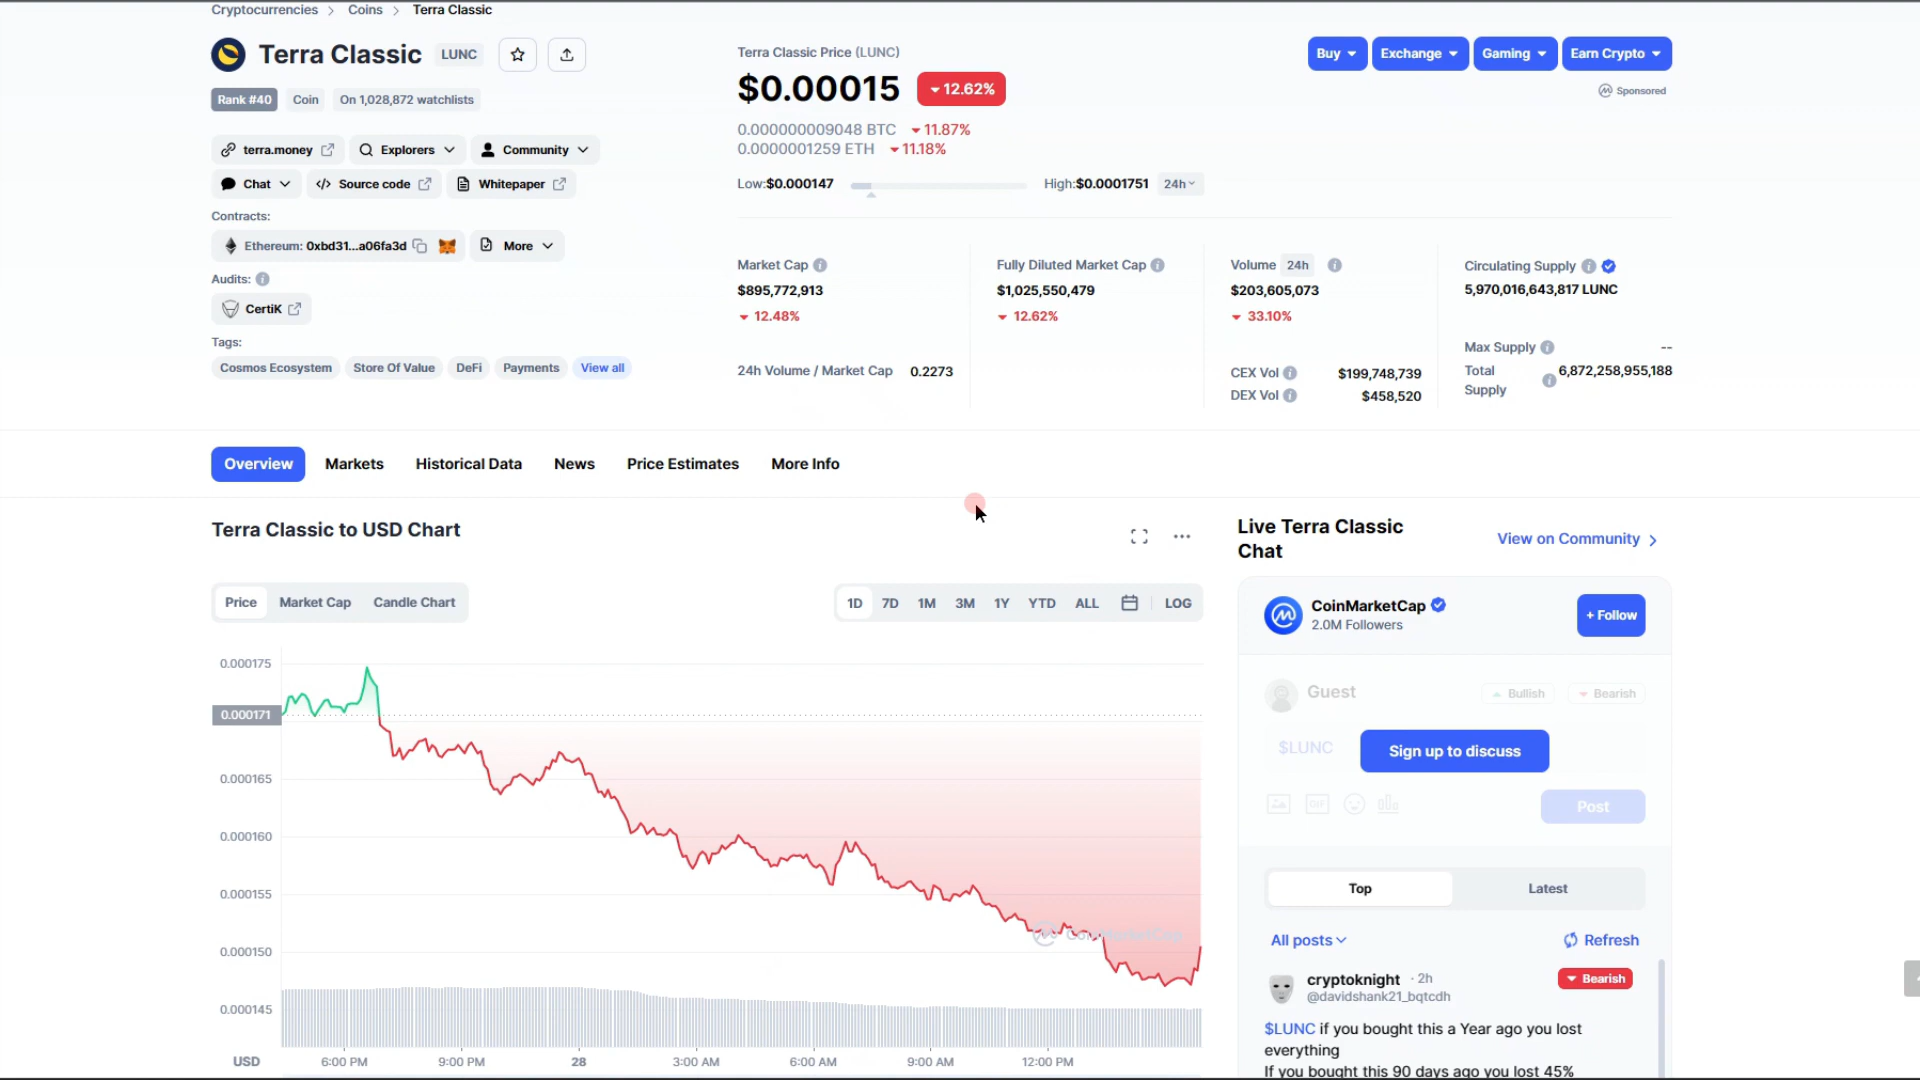 Cryptocurrencies > Coins > Terra Classic
Terra Classic LUNC
Rank #40 Coin On 1,028,872 watchlists
terra.money Explorers Community
Chat Source code Whitepaper
Contracts:
Ethereum: 0xbd31...a06fa3d More
Audits:
CertiK
Tags:
Cosmos Ecosystem Store Of Value DeFi Payments View all
Terra Classic Price (LUNC)
$0.00015 12.62%
0.000000009048 BTC 11.87%
0.0000001259 ETH 11.18%
Low:$0.000147 High:$0.0001751 24h
Buy Exchange Gaming Earn Crypto
Sponsored
Market Cap
$895,772,913
12.48%
24h Volume / Market Cap 0.2273
Fully Diluted Market Cap
$1,025,550,479
12.62%
Volume 24h
$203,605,073
33.10%
CEX Vol $199,748,739
DEX Vol $458,520
Circulating Supply
5,970,016,643,817 LUNC
Max Supply --
Total Supply 6,872,258,955,188
Overview Markets Historical Data News Price Estimates More Info
Terra Classic to USD Chart
Price Market Cap Candle Chart
1D 7D 1M 3M 1Y YTD ALL LOG
0.000175
0.000171
0.000165
0.000160
0.000155
0.000150
0.000145
CoinMarketCap
USD 6:00 PM 9:00 PM 28 3:00 AM 6:00 AM 9:00 AM 12:00 PM
Live Terra Classic
Chat
View on Community >
CoinMarketCap
2.0M Followers
+ Follow
Guest Bullish Bearish
$LUNC Sign up to discuss
GIF
Post
Top Latest
All posts Refresh
cryptoknight · 2h Bearish
@davidshank21_bqtcdh
$LUNC if you bought this a Year ago you lost
everything
If you bought this 90 days ago you lost 45%